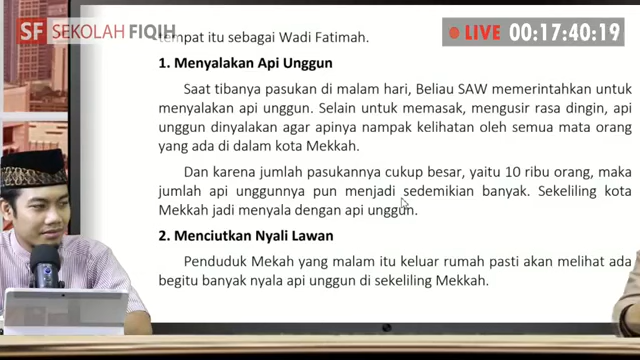 SF SEKOLAH FIQIH
LIVE 00:17:40:19
tempat itu sebagai Wadi Fatimah.
1. Menyalakan Api Unggun
Saat tibanya pasukan di malam hari, Beliau SAW memerintahkan untuk
menyalakan api unggun. Selain untuk memasak, mengusir rasa dingin, api
unggun dinyalakan agar apinya nampak kelihatan oleh semua mata orang
yang ada di dalam kota Mekkah.
Dan karena jumlah pasukannya cukup besar, yaitu 10 ribu orang, maka
jumlah api unggunnya pun menjadi sedemikian banyak. Sekeliling kota
Mekkah jadi menyala dengan api unggun.
2. Menciutkan Nyali Lawan
Penduduk Mekah yang malam itu keluar rumah pasti akan melihat ada
begitu banyak nyala api unggun di sekeliling Mekkah.